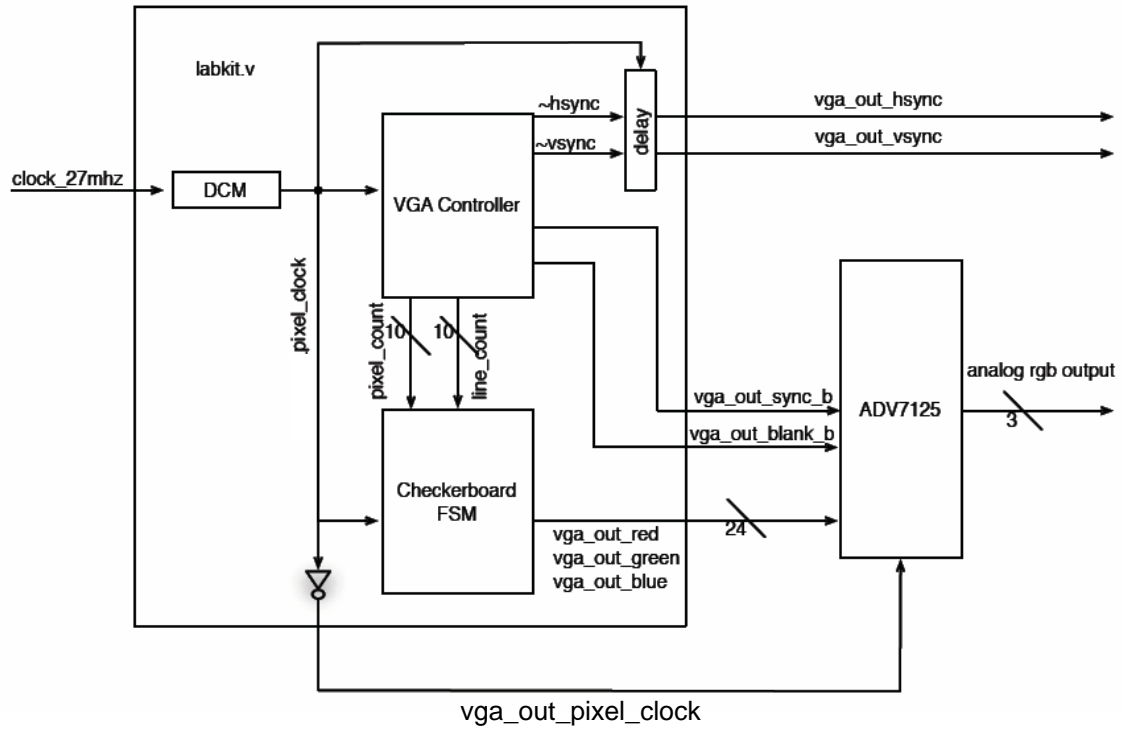 labkit.v
~hsync
~vsync
delay
vga_out_hsync
vga_out_vsync
clock_27mhz
DCM
VGA Controller
.pixel_clock
pixel_count
10
10
line_count
analog rgb output
3
vga_out_sync_b
vga_out_blank_b
ADV7125
Checkerboard
FSM
24
vga_out_red
vga_out_green
vga_out_blue
vga_out_pixel_clock